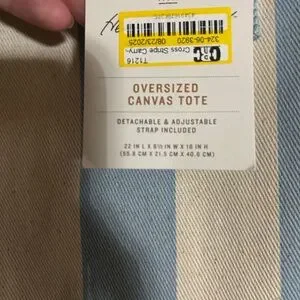 T1216
Cross Stripe Carry-
08/23/2025
324-06-3920
OVERSIZED
CANVAS TOTE
DETACHABLE & ADJUSTABLE
STRAP INCLUDED
22 IN L X 8½ IN W X 16 IN H
(55.8 CM X 21.5 CM X 40.6 CM)